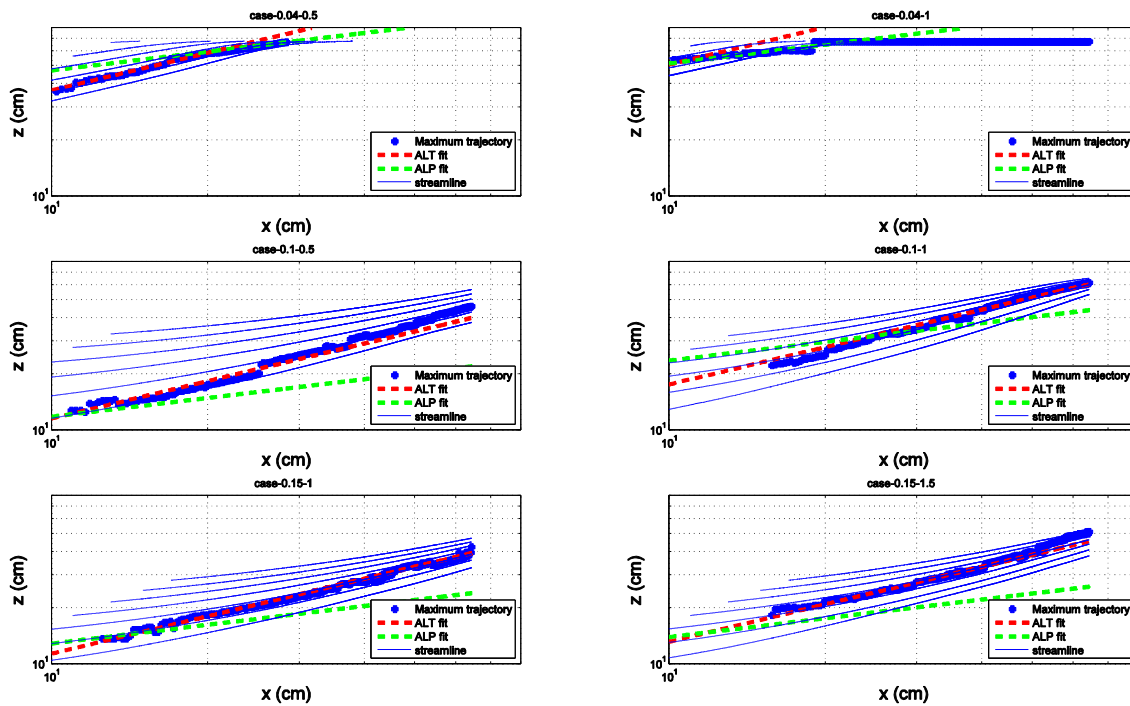 case-0.04-0.5
z (cm)
10¹
10¹
x (cm)
Maximum trajectory
ALT fit
ALP fit
streamline
case-0.04-1
z (cm)
10¹
10¹
x (cm)
Maximum trajectory
ALT fit
ALP fit
streamline
case-0.1-0.5
z (cm)
10¹
10¹
x (cm)
Maximum trajectory
ALT fit
ALP fit
streamline
case-0.1-1
z (cm)
10¹
10¹
x (cm)
Maximum trajectory
ALT fit
ALP fit
streamline
case-0.15-1
z (cm)
10¹
10¹
x (cm)
Maximum trajectory
ALT fit
ALP fit
streamline
case-0.15-1.5
z (cm)
10¹
10¹
x (cm)
Maximum trajectory
ALT fit
ALP fit
streamline